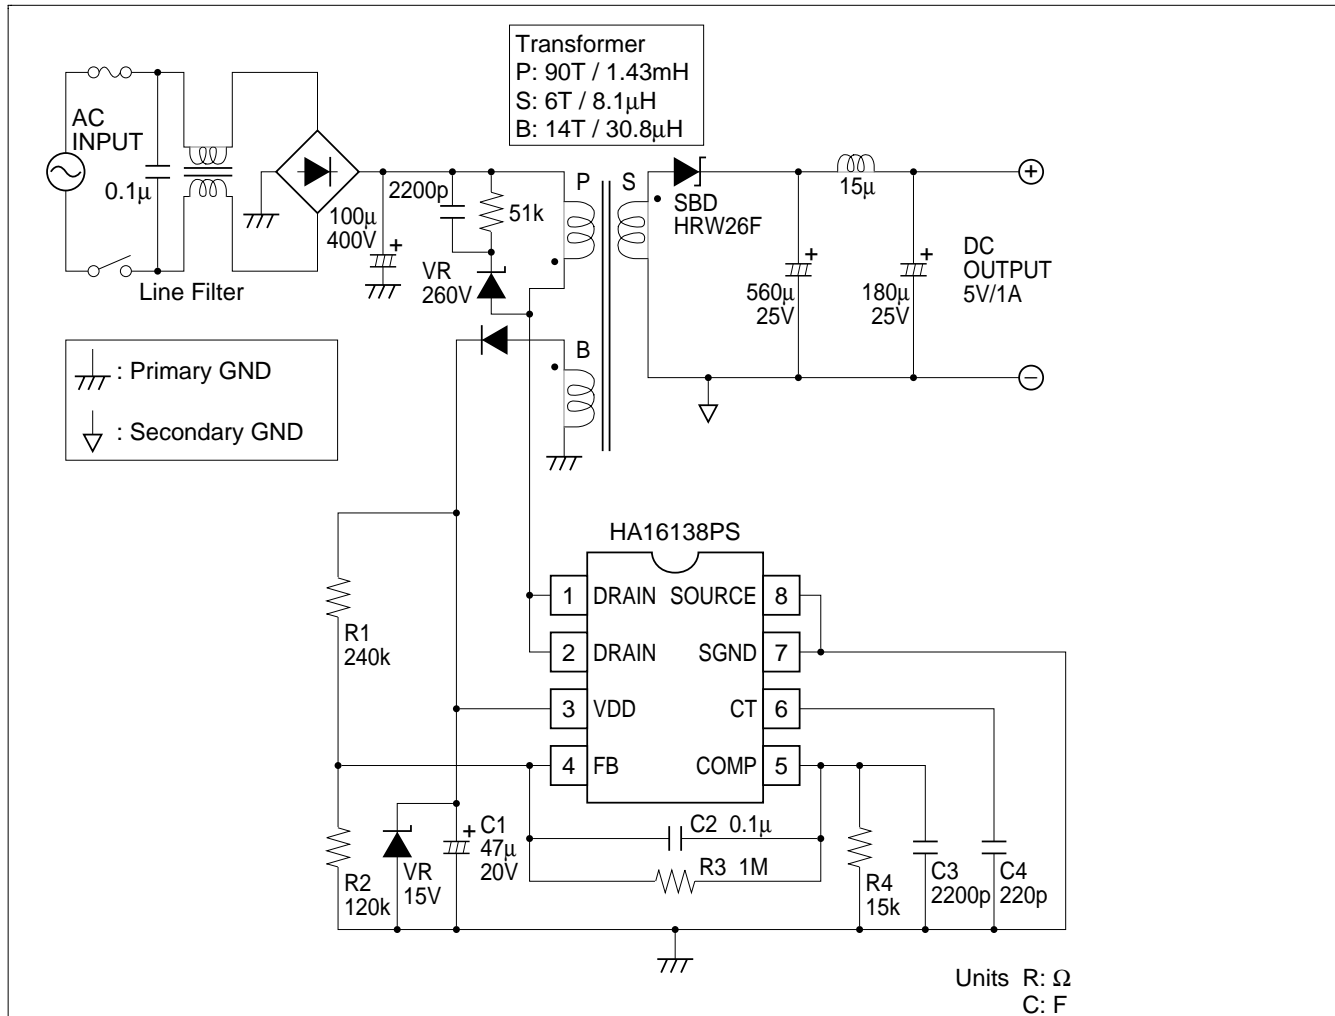 Transformer
P: 90T / 1.43mH
S: 6T / 8.1μH
B: 14T / 30.8μH
AC
INPUT
0.1μ
Line Filter
100μ
400V
+
2200p
51k
VR
260V
P
S
B
SBD
HRW26F
15μ
+
560μ
25V
+
180μ
25V
DC
OUTPUT
5V/1A
+
−
: Primary GND
: Secondary GND
HA16138PS
1 DRAIN SOURCE 8
2 DRAIN SGND 7
3 VDD CT 6
4 FB COMP 5
R1
240k
R2
120k
VR
15V
+
C1
47μ
20V
C2 0.1μ
R3 1M
R4
15k
C3
2200p
C4
220p
Units R: Ω
C: F